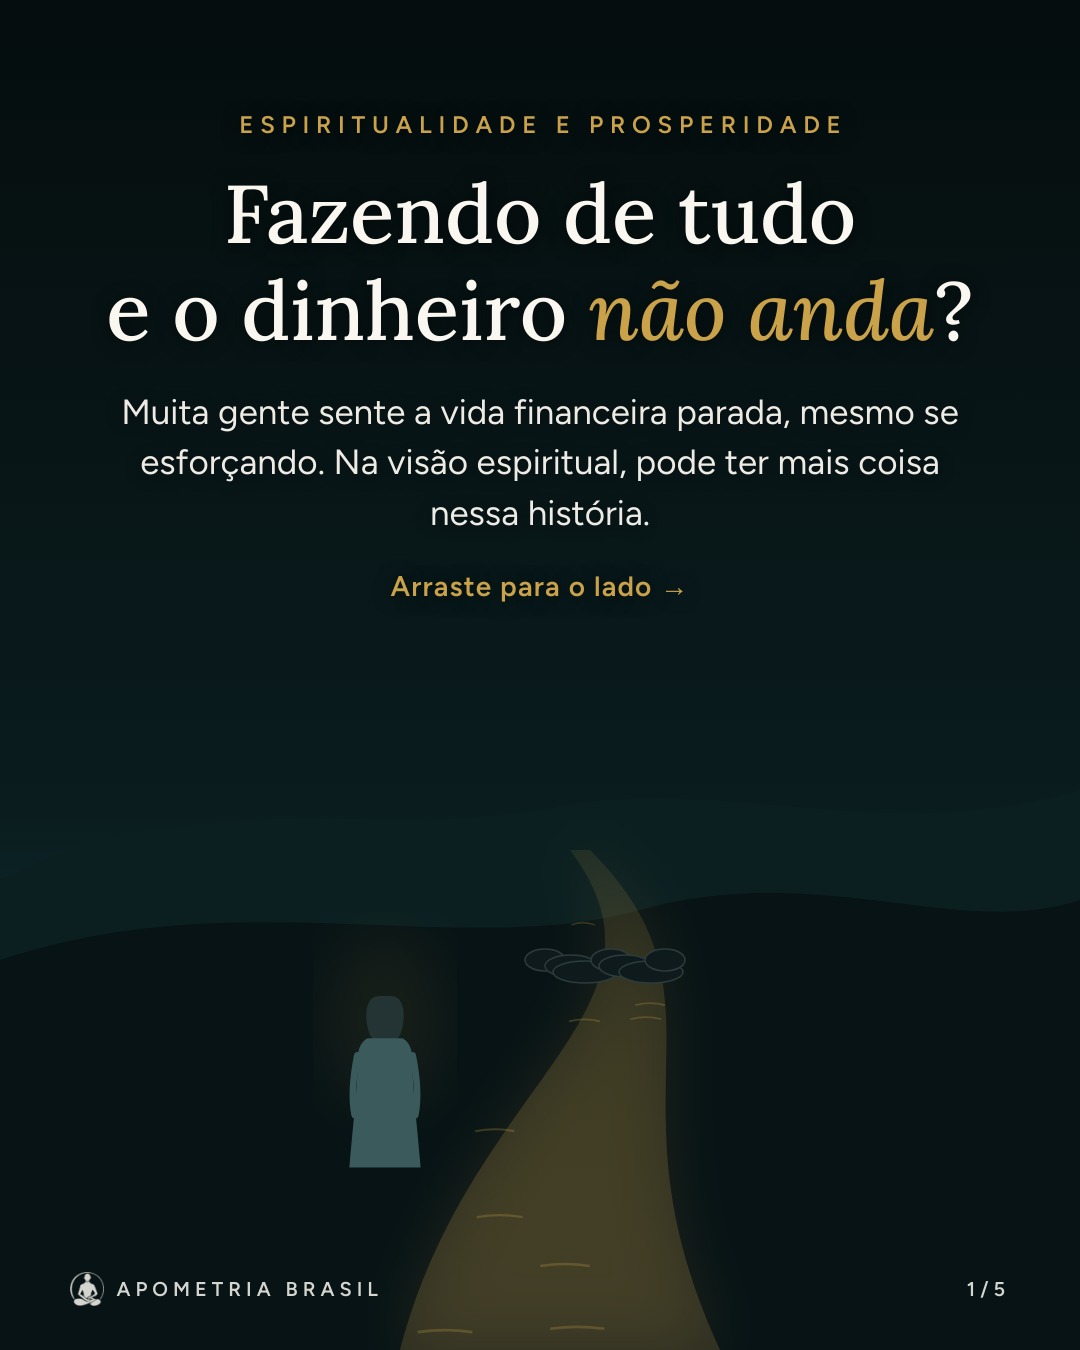 ESPIRITUALIDADE E PROSPERIDADE
Fazendo de tudo
e o dinheiro não anda?
Muita gente sente a vida financeira parada, mesmo se
esforçando. Na visão espiritual, pode ter mais coisa
nessa história.
Arraste para o lado →
APOMETRIA BRASIL
1/5